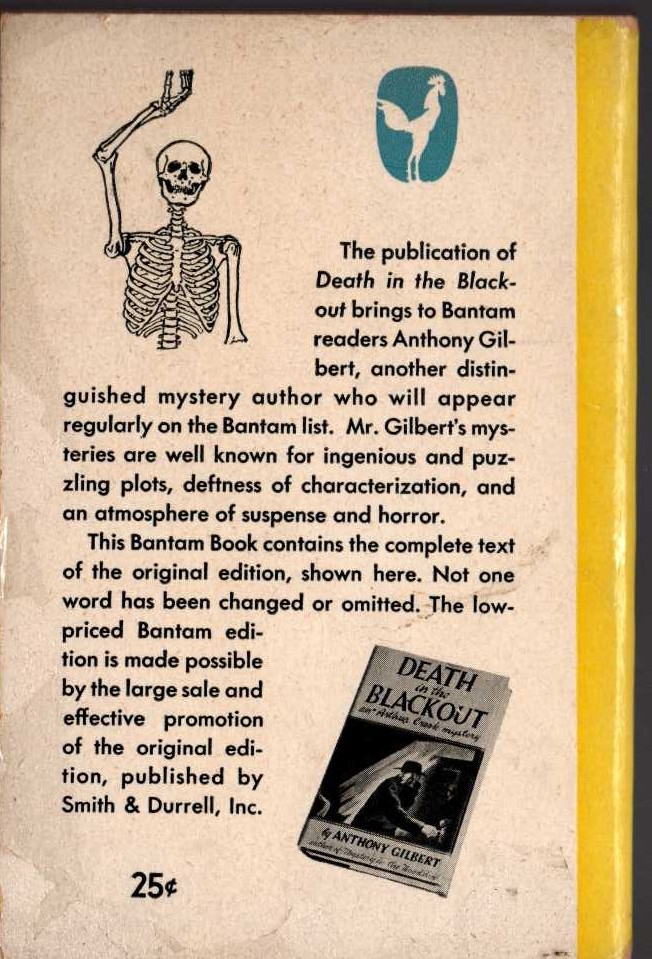 The publication of
Death in the Black-
out brings to Bantam
readers Anthony Gil-
bert, another distin-
guished mystery author who will appear
regularly on the Bantam list. Mr. Gilbert's mys-
teries are well known for ingenious and puz-
zling plots, deftness of characterization, and
an atmosphere of suspense and horror.
This Bantam Book contains the complete text
of the original edition, shown here. Not one
word has been changed or omitted. The low-
priced Bantam edi-
tion is made possible
by the large sale and
effective promotion
of the original edi-
tion, published by
Smith & Durrell, Inc.
DEATH
in the
BLACKOUT
an Arthur Crook mystery
by ANTHONY GILBERT
author of Mystery in the
25¢